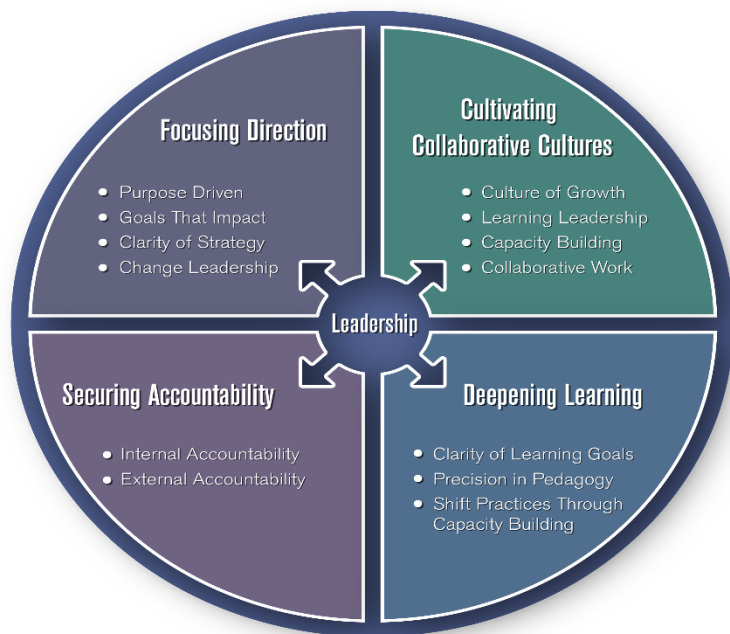 Focusing Direction
• Purpose Driven
• Goals That Impact
• Clarity of Strategy
• Change Leadership
Cultivating
Collaborative Cultures
• Culture of Growth
• Learning Leadership
• Capacity Building
• Collaborative Work
Leadership
Securing Accountability
• Internal Accountability
• External Accountability
Deepening Learning
• Clarity of Learning Goals
• Precision in Pedagogy
• Shift Practices Through
Capacity Building